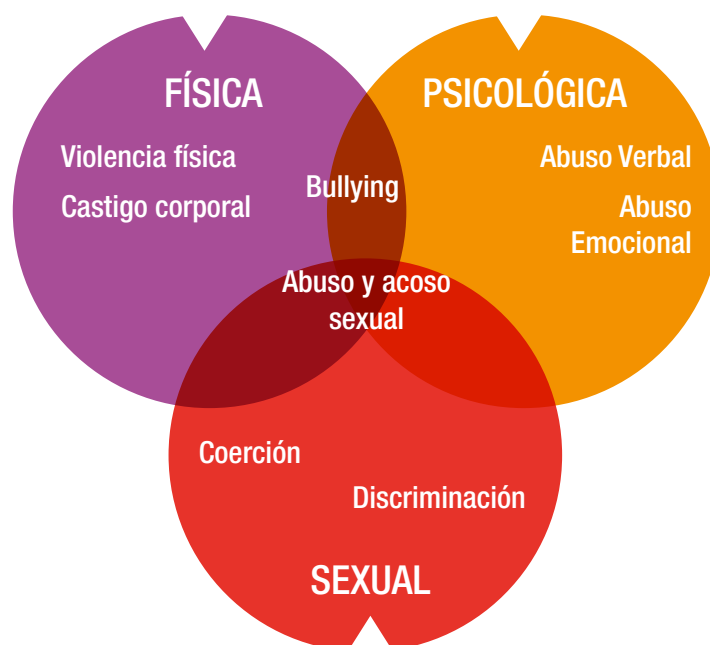 FÍSICA
Violencia física
Castigo corporal
Bullying
PSICOLÓGICA
Abuso Verbal
Abuso
Emocional
Abuso y acoso
sexual
Coerción
Discriminación
SEXUAL